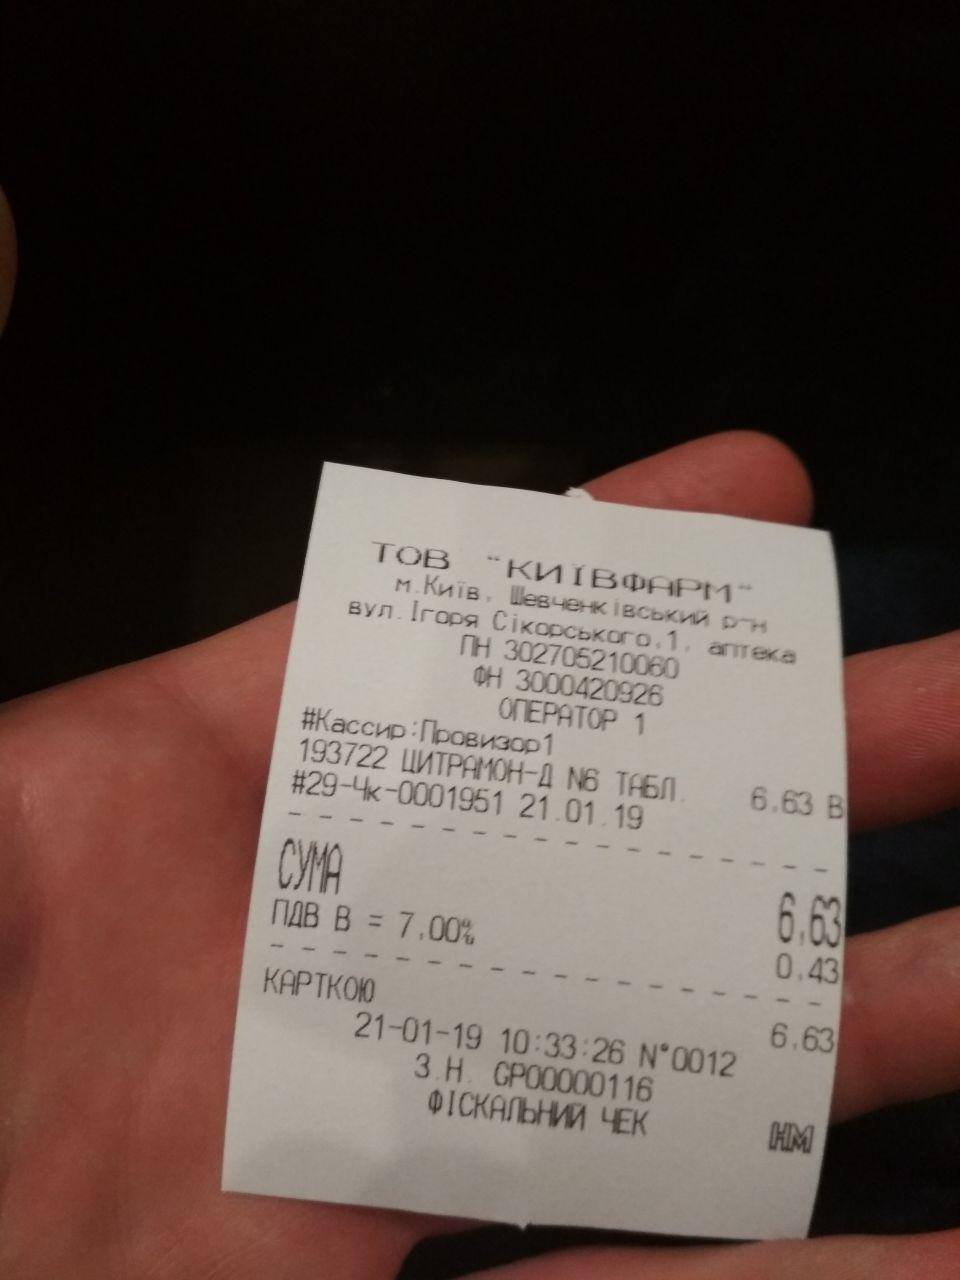 ТОВ "КИЇВФАРМ"
м.Київ, Шевченківський р-н
вул.Ігоря Сікорського,1, аптека
ПН 302705210060
ФН 3000420926
ОПЕРАТОР 1
#Кассир:Провизор1
193722 ЦИТРАМОН-Д N6 ТАБЛ. 6.63 В
#29-Чк-0001951 21.01.19
СУМА 6.63
ПДВ В = 7.00% 0.43
КАРТКОЮ 6.63
21-01-19 10:33:26 N°0012
З.Н. GP00000116
ФІСКАЛЬНИЙ ЧЕК НМ